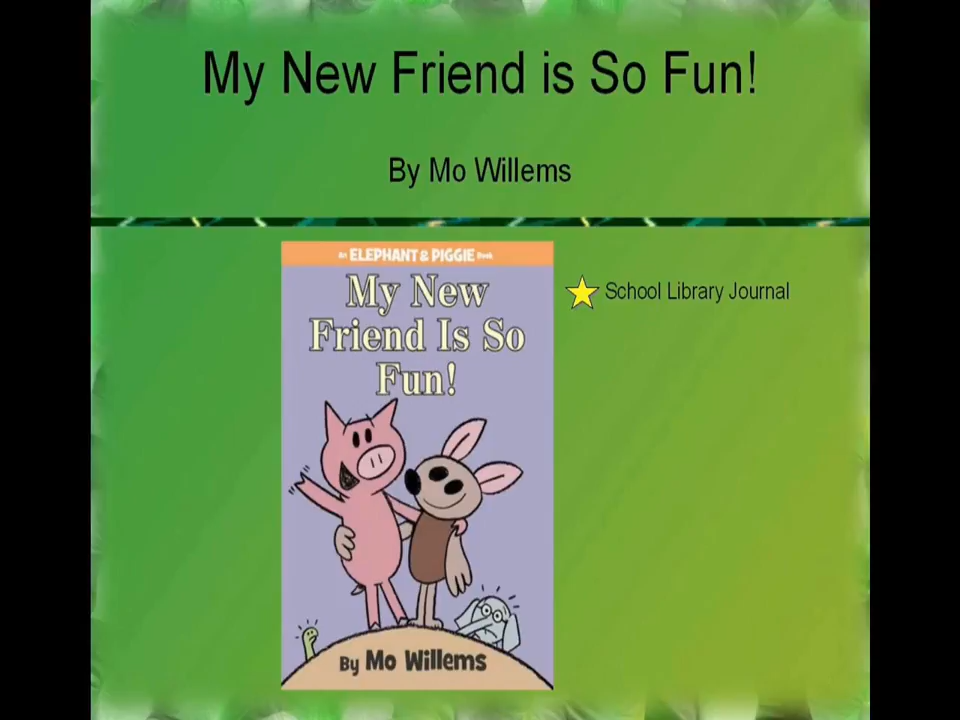 My New Friend is So Fun!
By Mo Willems
An ELEPHANT & PIGGIE Book
My New
Friend Is So
Fun!
School Library Journal
By Mo Willems